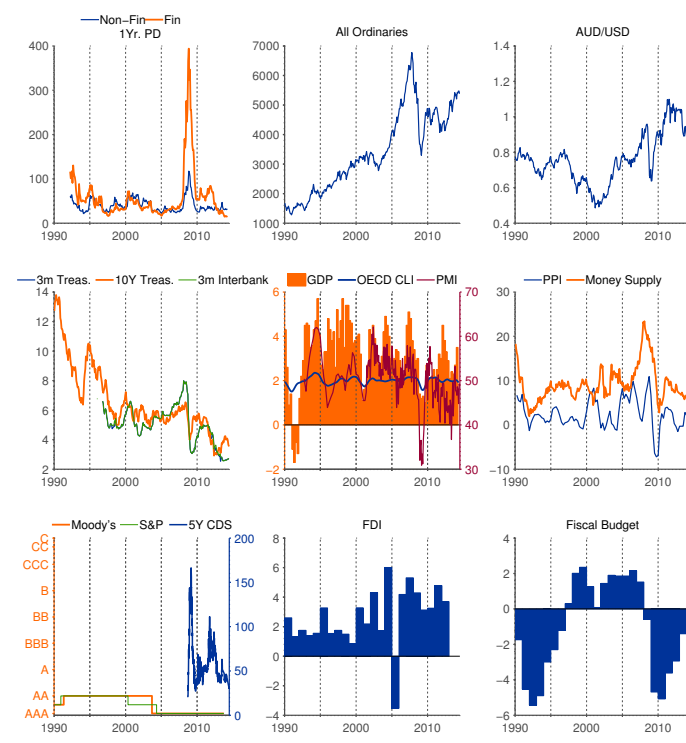 Non−Fin Fin
1Yr. PD
400
300
200
100
0
1990 2000 2010
All Ordinaries
7000
6000
5000
4000
3000
2000
1000
1990 2000 2010
AUD/USD
1.4
1.2
1
0.8
0.6
0.4
1990 2000 2010
3m Treas. 10Y Treas. 3m Interbank
14
12
10
8
6
4
2
1990 2000 2010
GDP OECD CLI PMI
6
4
2
0
−2
70
60
50
40
30
1990 2000 2010
PPI Money Supply
30
20
10
0
−10
1990 2000 2010
Moody's S&P 5Y CDS
C
CC
CCC
B
BB
BBB
A
AA
AAA
200
150
100
50
0
1990 2000 2010
FDI
8
6
4
2
0
−2
−4
1990 2000 2010
Fiscal Budget
4
2
0
−2
−4
−6
1990 2000 2010